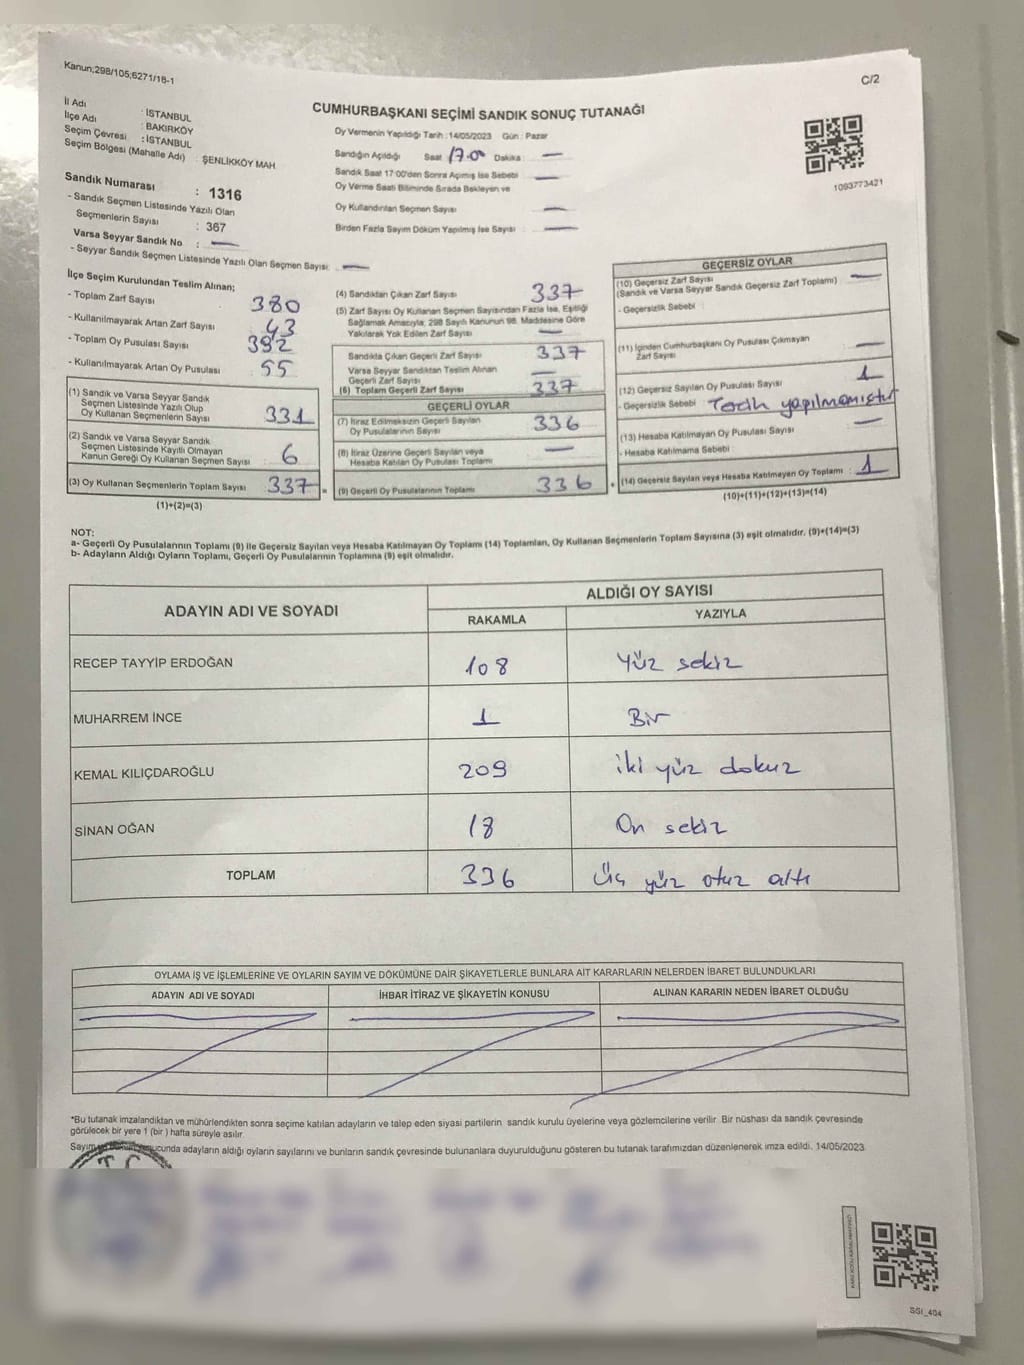 Kanun;298/105;6271/18-1
C/2
CUMHURBAŞKANI SEÇİMİ SANDIK SONUÇ TUTANAĞI
İl Adı : İSTANBUL
İlçe Adı : BAKIRKÖY
Seçim Çevresi : İSTANBUL
Seçim Bölgesi (Mahalle Adı) : ŞENLİKKÖY MAH.
Sandık Numarası : 1316
- Sandık Seçmen Listesinde Yazılı Olan
Seçmenlerin Sayısı : 367
Varsa Seyyar Sandık No : —
- Seyyar Sandık Seçmen Listesinde Yazılı Olan Seçmen Sayısı: —
Oy Vermenin Yapıldığı Tarih :14/05/2023 Gün : Pazar
Sandığın Açıldığı Saat 17.00 Dakika : —
Sandık Saat 17:00'den Sonra Açılmış İse Sebebi —
Oy Verme Saati Bitiminde Sırada Bekleyen ve
Oy Kullandırılan Seçmen Sayısı —
Birden Fazla Sayım Döküm Yapılmış İse Sayısı : —
1093773421
İlçe Seçim Kurulundan Teslim Alınan;
- Toplam Zarf Sayısı 380
- Kullanılmayarak Artan Zarf Sayısı 43
- Toplam Oy Pusulası Sayısı 392
- Kullanılmayarak Artan Oy Pusulası 55
(1) Sandık ve Varsa Seyyar Sandık
Seçmen Listesinde Yazılı Olup
Oy Kullanan Seçmenlerin Sayısı 331
(2) Sandık ve Varsa Seyyar Sandık
Seçmen Listesinde Kayıtlı Olmayan
Kanun Gereği Oy Kullanan Seçmen Sayısı : 6
(3) Oy Kullanan Seçmenlerin Toplam Sayısı 337 =
(1)+(2)=(3)
(4) Sandıktan Çıkan Zarf Sayısı 337
(5) Zarf Sayısı Oy Kullanan Seçmen Sayısından Fazla İse, Eşitliği
Sağlamak Amacıyla; 298 Sayılı Kanunun 98. Maddesine Göre
Yakılarak Yok Edilen Zarf Sayısı —
Sandıkta Çıkan Geçerli Zarf Sayısı 337
Varsa Seyyar Sandıktan Teslim Alınan
Geçerli Zarf Sayısı —
(6) Toplam Geçerli Zarf Sayısı 337
GEÇERLİ OYLAR
(7) İtiraz Edilmeksizin Geçerli Sayılan
Oy Pusulalarının Sayısı 336
(8) İtiraz Üzerine Geçerli Sayılan veya
Hesaba Katılan Oy Pusulası Toplamı —
(9) Geçerli Oy Pusulalarının Toplamı : 336 +
GEÇERSİZ OYLAR
(10) Geçersiz Zarf Sayısı
(Sandık ve Varsa Seyyar Sandık Geçersiz Zarf Toplamı) —
- Geçersizlik Sebebi :
(11) İçinden Cumhurbaşkanı Oy Pusulası Çıkmayan
Zarf Sayısı —
(12) Geçersiz Sayılan Oy Pusulası Sayısı 1
- Geçersizlik Sebebi Tercih yapılmamıştır
(13) Hesaba Katılmayan Oy Pusulası Sayısı —
- Hesaba Katılmama Sebebi
(14) Geçersiz Sayılan veya Hesaba Katılmayan Oy Toplamı : 1
(10)+(11)+(12)+(13)=(14)
NOT:
a- Geçerli Oy Pusulalarının Toplamı (9) ile Geçersiz Sayılan veya Hesaba Katılmayan Oy Toplamı (14) Toplamları, Oy Kullanan Seçmenlerin Toplam Sayısına (3) eşit olmalıdır. (9)+(14)=(3)
b- Adayların Aldığı Oyların Toplamı, Geçerli Oy Pusulalarının Toplamına (9) eşit olmalıdır.
ADAYIN ADI VE SOYADI
ALDIĞI OY SAYISI
RAKAMLA YAZIYLA
RECEP TAYYİP ERDOĞAN 108 Yüz sekiz
MUHARREM İNCE 1 Bir
KEMAL KILIÇDAROĞLU 209 iki yüz dokuz
SİNAN OĞAN 18 On sekiz
TOPLAM 336 Üç yüz otuz altı
OYLAMA İŞ VE İŞLEMLERİNE VE OYLARIN SAYIM VE DÖKÜMÜNE DAİR ŞİKAYETLERLE BUNLARA AİT KARARLARIN NELERDEN İBARET BULUNDUKLARI
ADAYIN ADI VE SOYADI İHBAR İTİRAZ VE ŞİKAYETİN KONUSU ALINAN KARARIN NEDEN İBARET OLDUĞU
*Bu tutanak imzalandıktan ve mühürlendikten sonra seçime katılan adayların ve talep eden siyasi partilerin, sandık kurulu üyelerine veya gözlemcilerine verilir. Bir nüshası da sandık çevresinde
görülecek bir yere 1 (bir ) hafta süreyle asılır.
adayların aldığı oyların sayılarını ve bunların sandık çevresinde bulunanlara duyurulduğunu gösteren bu tutanak tarafımızdan düzenlenerek imza edildi. 14/05/2023
T.C.
SSI_404